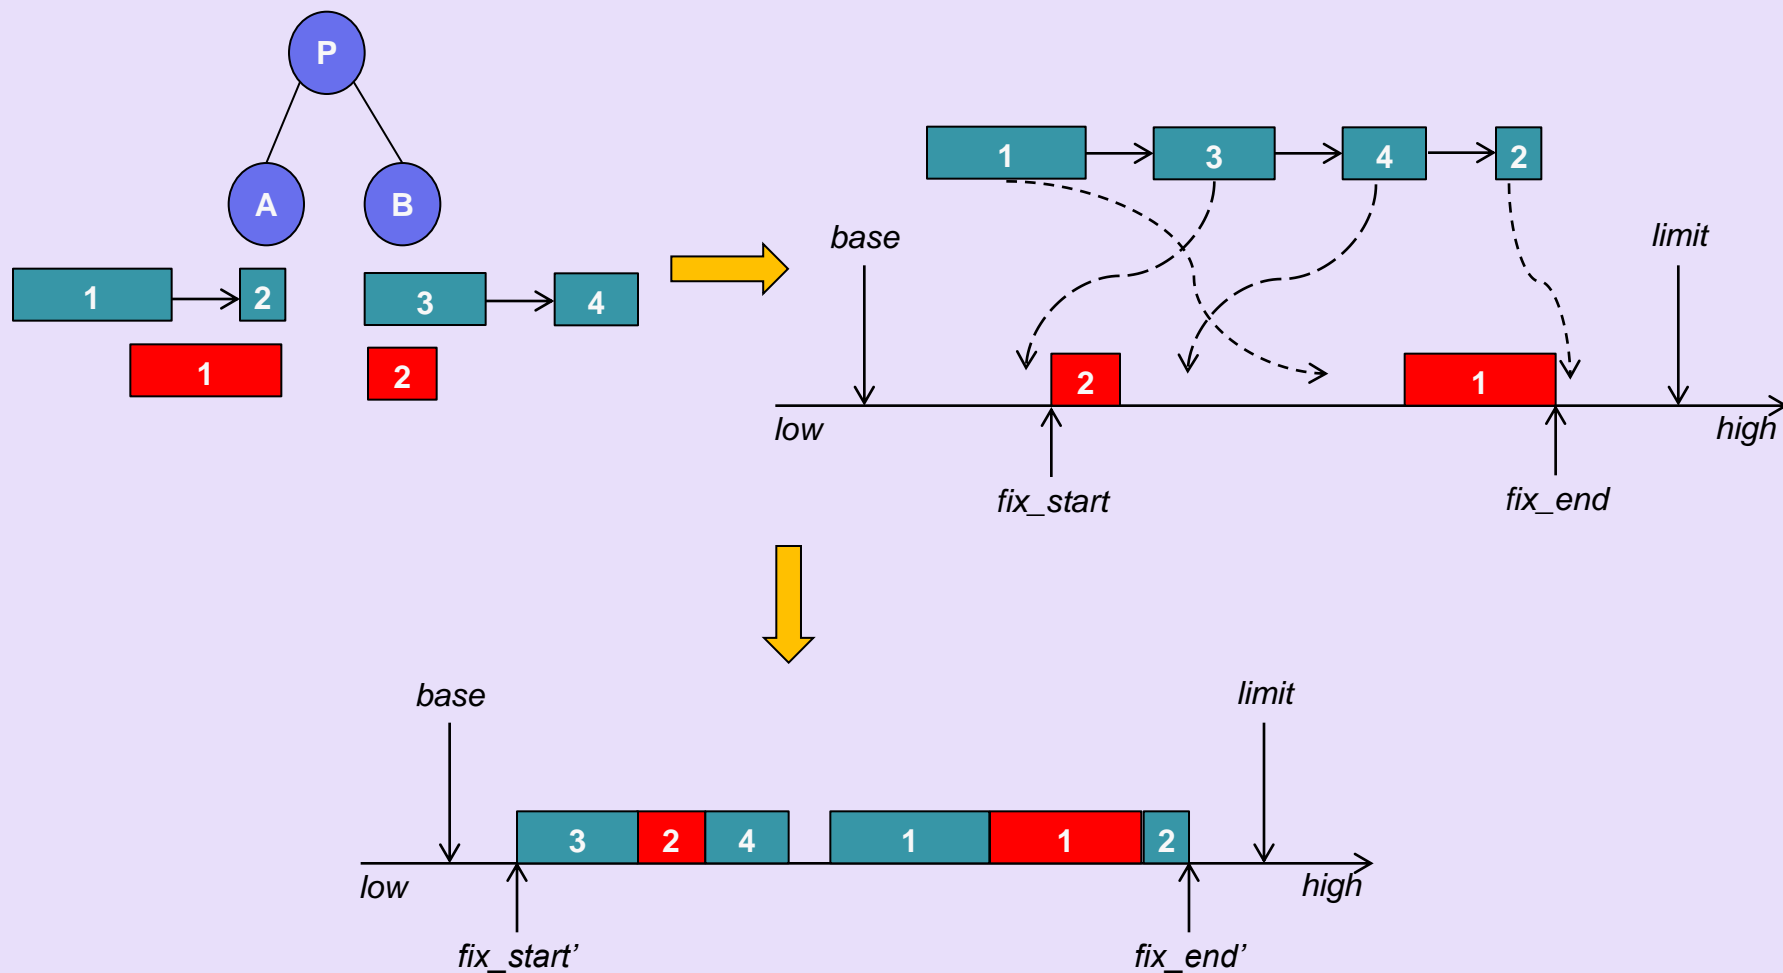 P
A
B
1
2
3
4
1
2
1
3
4
2
base
limit
2
1
low
high
fix_start
fix_end
base
limit
3
2
4
1
1
2
low
high
fix_start’
fix_end’